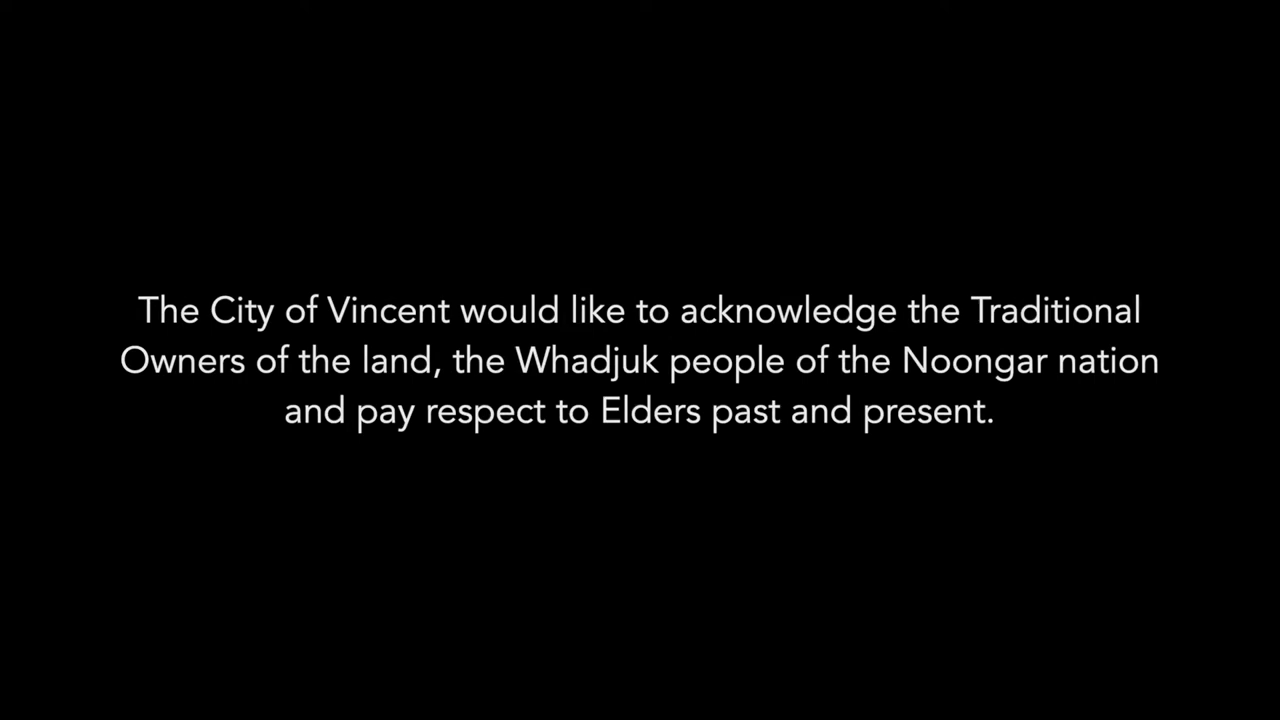 The City of Vincent would like to acknowledge the Traditional
Owners of the land, the Whadjuk people of the Noongar nation
and pay respect to Elders past and present.